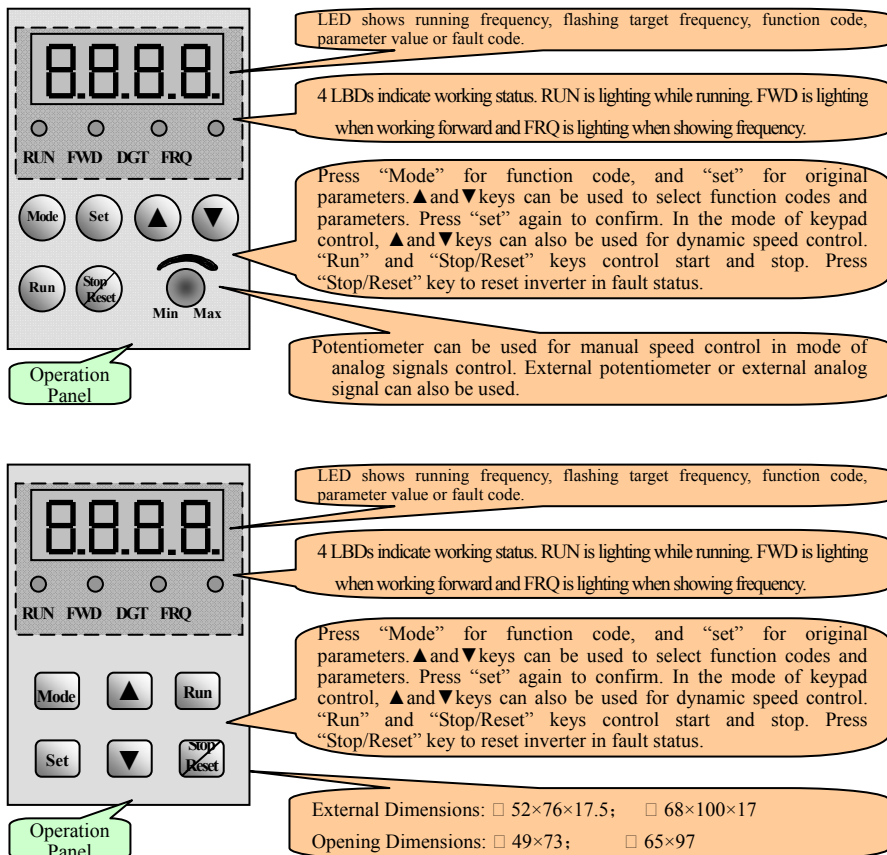 8.8.8.8.
RUN FWD DGT FRQ
Mode Set ▲ ▼
Run Stop
Reset
Min Max
Operation
Panel
LED shows running frequency, flashing target frequency, function code,
parameter value or fault code.
4 LBDs indicate working status. RUN is lighting while running. FWD is lighting
when working forward and FRQ is lighting when showing frequency.
Press “Mode” for function code, and “set” for original
parameters.▲and▼keys can be used to select function codes and
parameters. Press “set” again to confirm. In the mode of keypad
control, ▲and▼keys can also be used for dynamic speed control.
“Run” and “Stop/Reset” keys control start and stop. Press
“Stop/Reset” key to reset inverter in fault status.
Potentiometer can be used for manual speed control in mode of
analog signals control. External potentiometer or external analog
signal can also be used.
8.8.8.8.
RUN FWD DGT FRQ
Mode ▲ Run
Set ▼ Stop
Reset
Operation
Panel
LED shows running frequency, flashing target frequency, function code,
parameter value or fault code.
4 LBDs indicate working status. RUN is lighting while running. FWD is lighting
when working forward and FRQ is lighting when showing frequency.
Press “Mode” for function code, and “set” for original
parameters.▲and▼keys can be used to select function codes and
parameters. Press “set” again to confirm. In the mode of keypad
control, ▲and▼keys can also be used for dynamic speed control.
“Run” and “Stop/Reset” keys control start and stop. Press
“Stop/Reset” key to reset inverter in fault status.
External Dimensions: □ 52×76×17.5; □ 68×100×17
Opening Dimensions: □ 49×73; □ 65×97